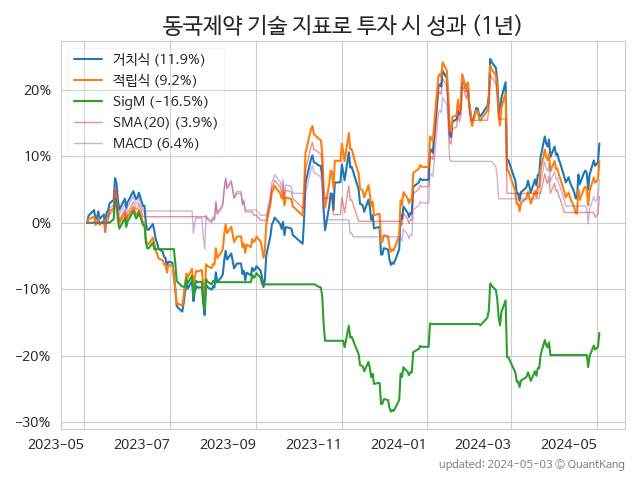 동국제약 기술 지표로 투자 시 성과 (1년)
거치식 (11.9%)
적립식 (9.2%)
SigM (−16.5%)
SMA(20) (3.9%)
MACD (6.4%)
20%
10%
0%
−10%
−20%
−30%
2023-05
2023-07
2023-09
2023-11
2024-01
2024-03
2024-05
updated: 2024-05-03 ⓒ QuantKang